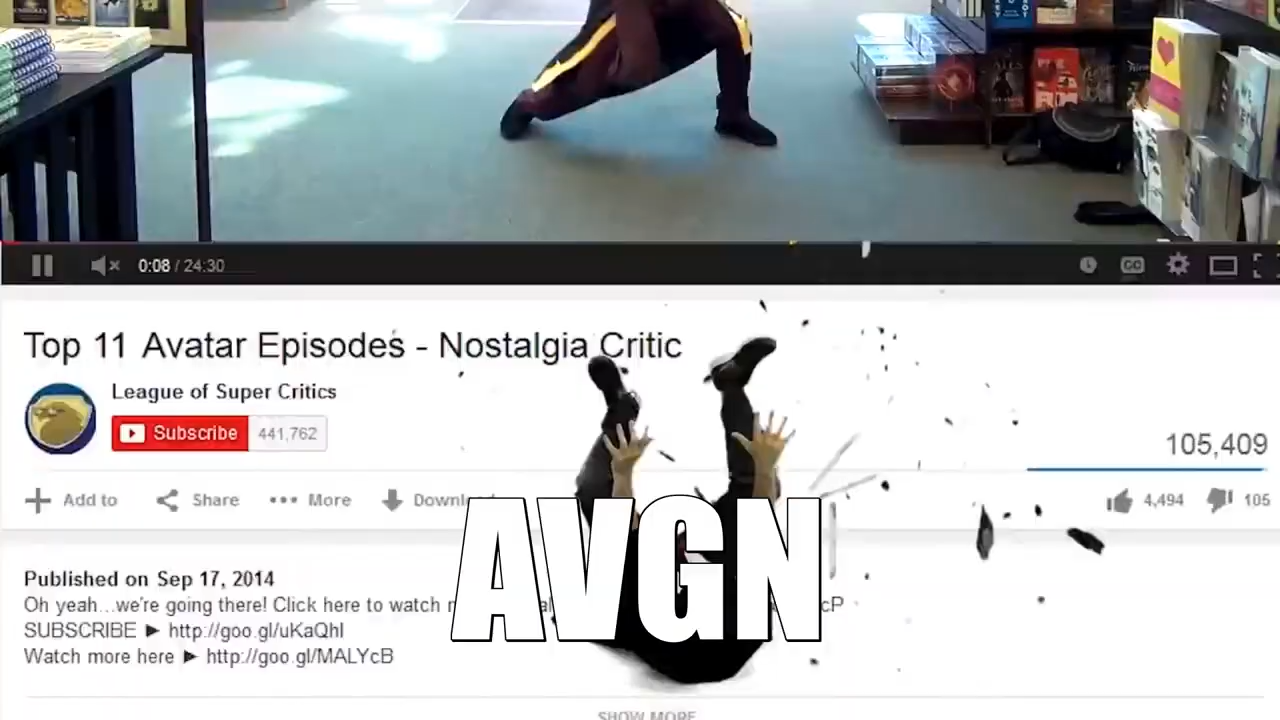 0:08 / 24:30
CC
Top 11 Avatar Episodes - Nostalgia Critic
League of Super Critics
Subscribe 441,762
105,409
Add to Share More
4,494 105
AVGN
Published on Sep 17, 2014
Oh yeah...we're going there! Click here to watch
SUBSCRIBE ► http://goo.gl/uKaQhI
Watch more here ► http://goo.gl/MALYcB
SHOW MORE